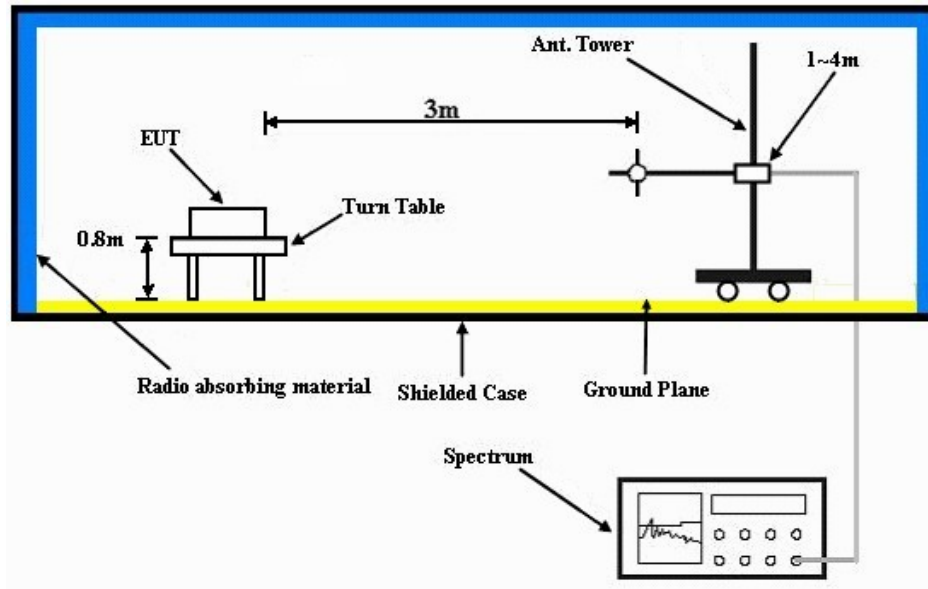 Ant. Tower
1~4m
3m
EUT
Turn Table
0.8m
Radio absorbing material
Shielded Case
Ground Plane
Spectrum